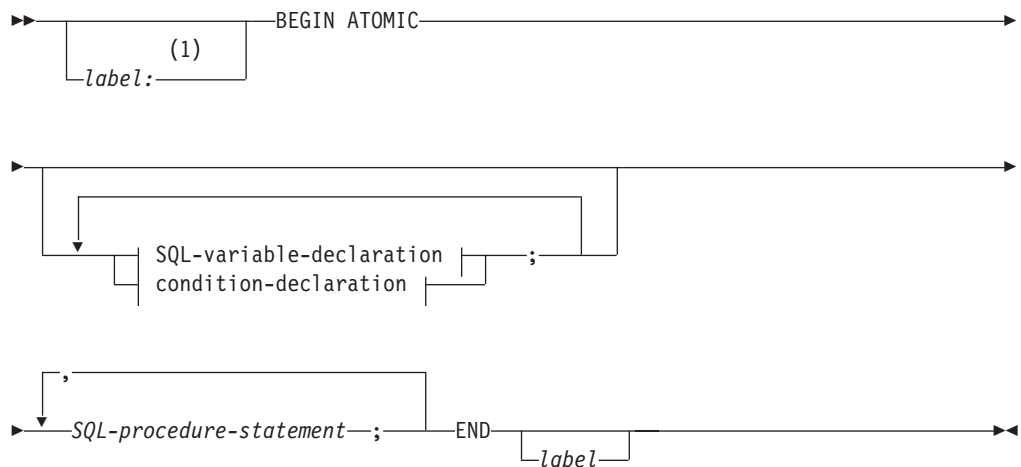 BEGIN ATOMIC
(1)
label:
SQL-variable-declaration ;
condition-declaration
,
SQL-procedure-statement ; END
label